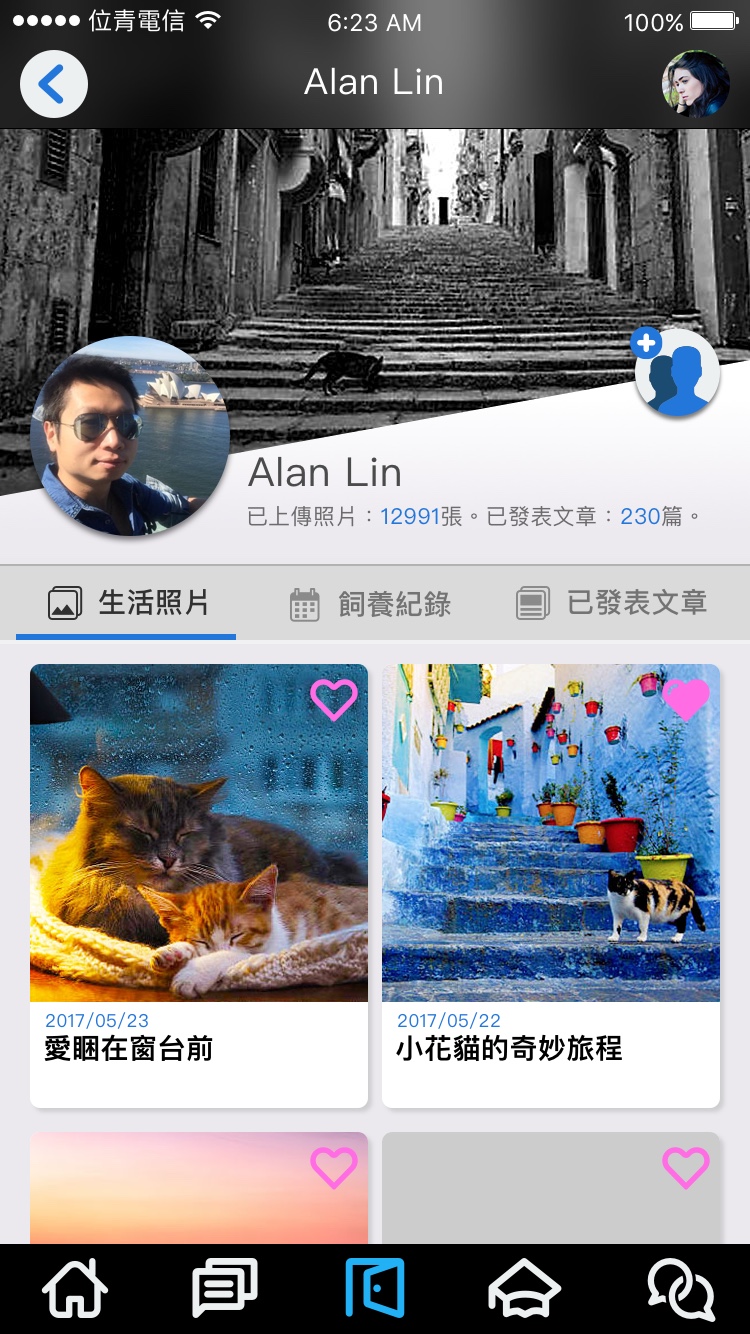 位青電信 6:23 AM 100%
Alan Lin
Alan Lin
已上傳照片：12991張。已發表文章：230篇。
生活照片 飼養紀錄 已發表文章
2017/05/23
愛睏在窗台前
2017/05/22
小花貓的奇妙旅程